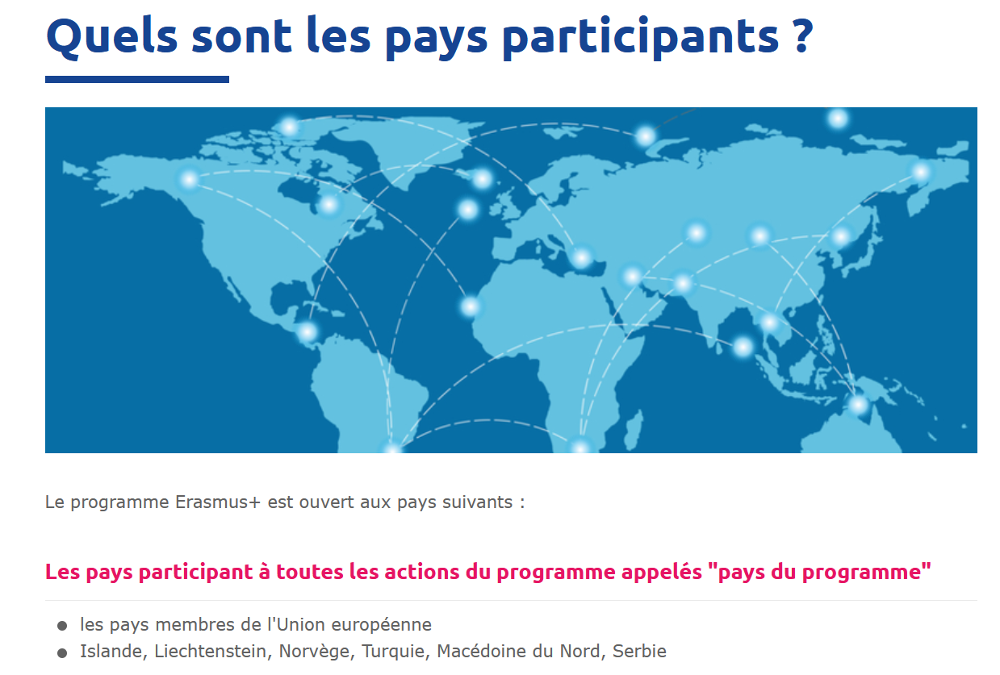 Quels sont les pays participants ?
Le programme Erasmus+ est ouvert aux pays suivants :
Les pays participant à toutes les actions du programme appelés "pays du programme"
● les pays membres de l'Union européenne
● Islande, Liechtenstein, Norvège, Turquie, Macédoine du Nord, Serbie